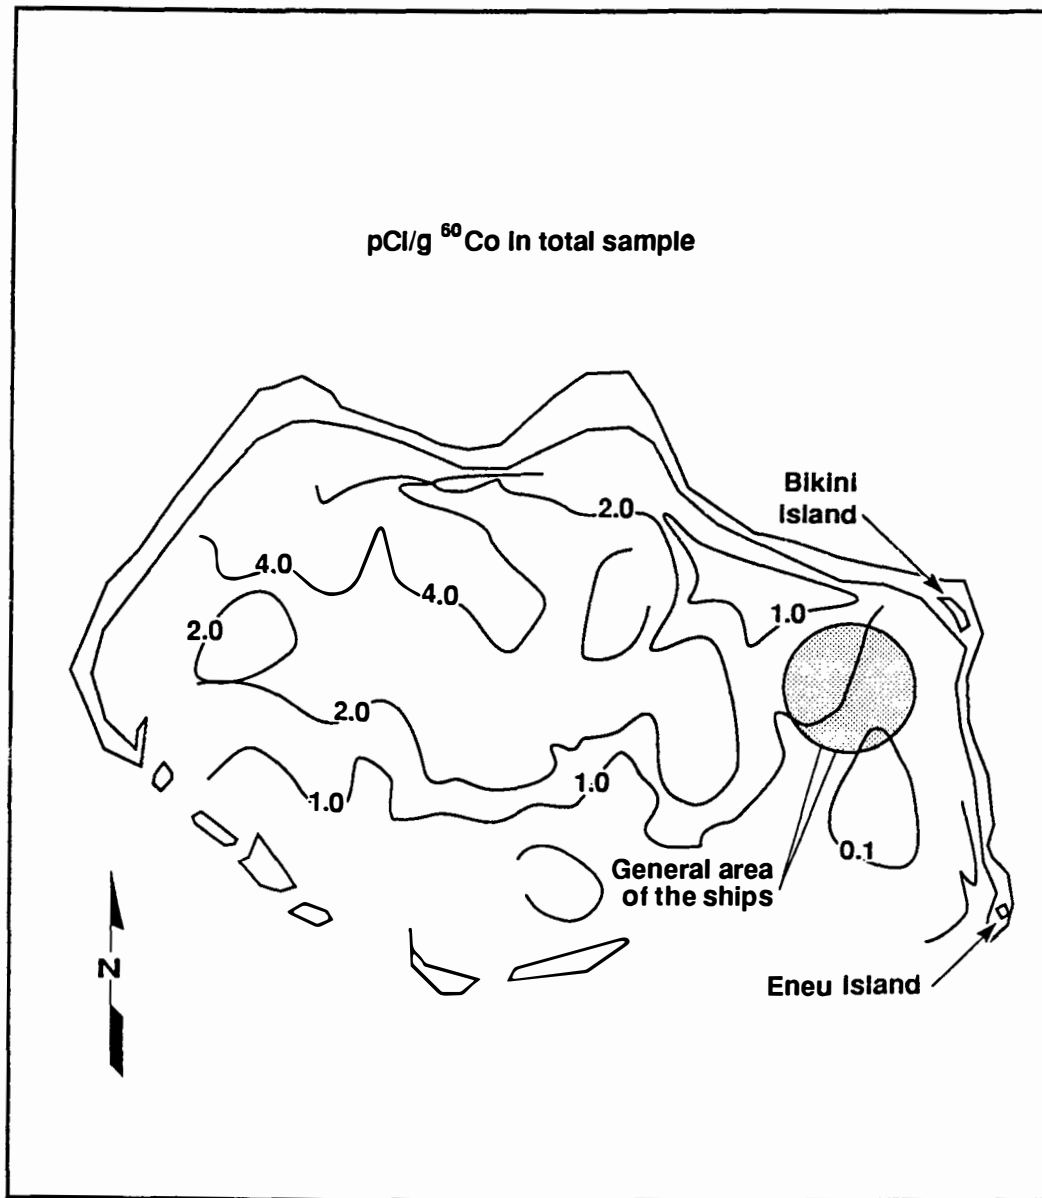 pCi/g ⁶⁰Co in total sample
Bikini
Island
2.0
4.0
4.0
1.0
2.0
2.0
1.0
1.0
0.1
General area
of the ships
N
Eneu Island